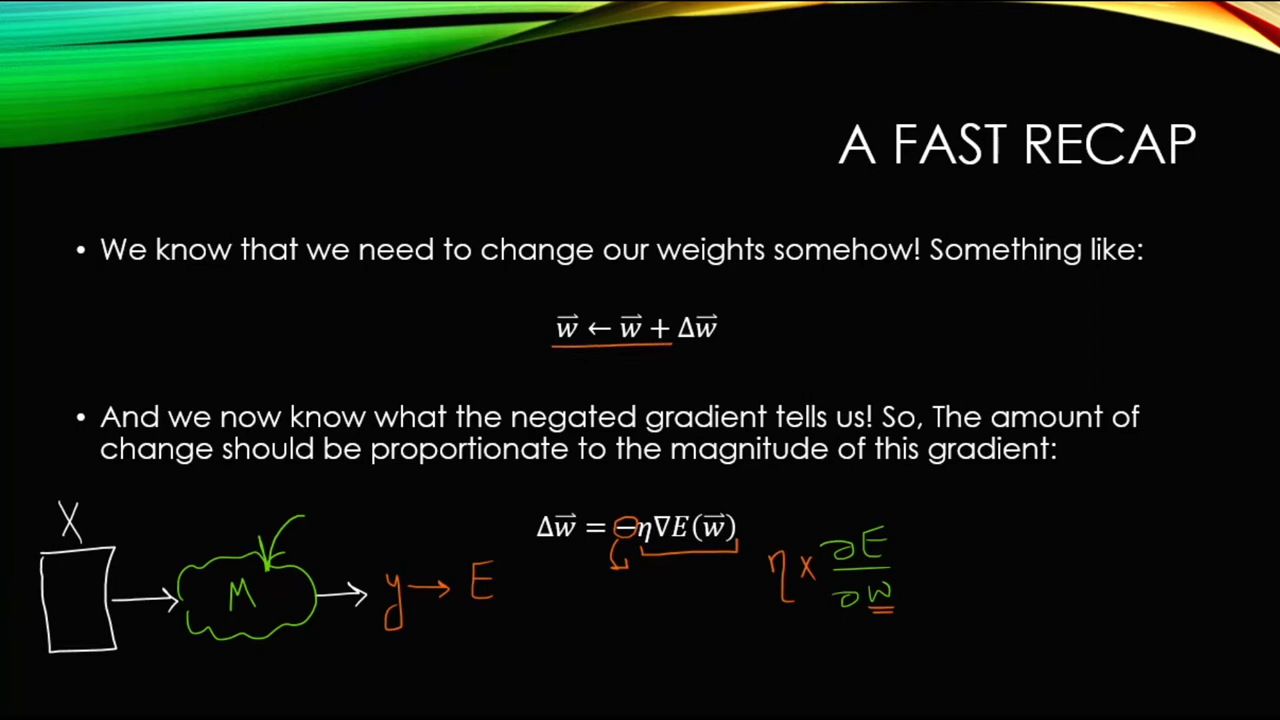 A FAST RECAP
• We know that we need to change our weights somehow! Something like:
w⃗ ← w⃗ + Δw⃗
• And we now know what the negated gradient tells us! So, The amount of
change should be proportionate to the magnitude of this gradient:
Δw⃗ = −η∇E(w⃗)
X
M
y → E
η × ∂E/∂w